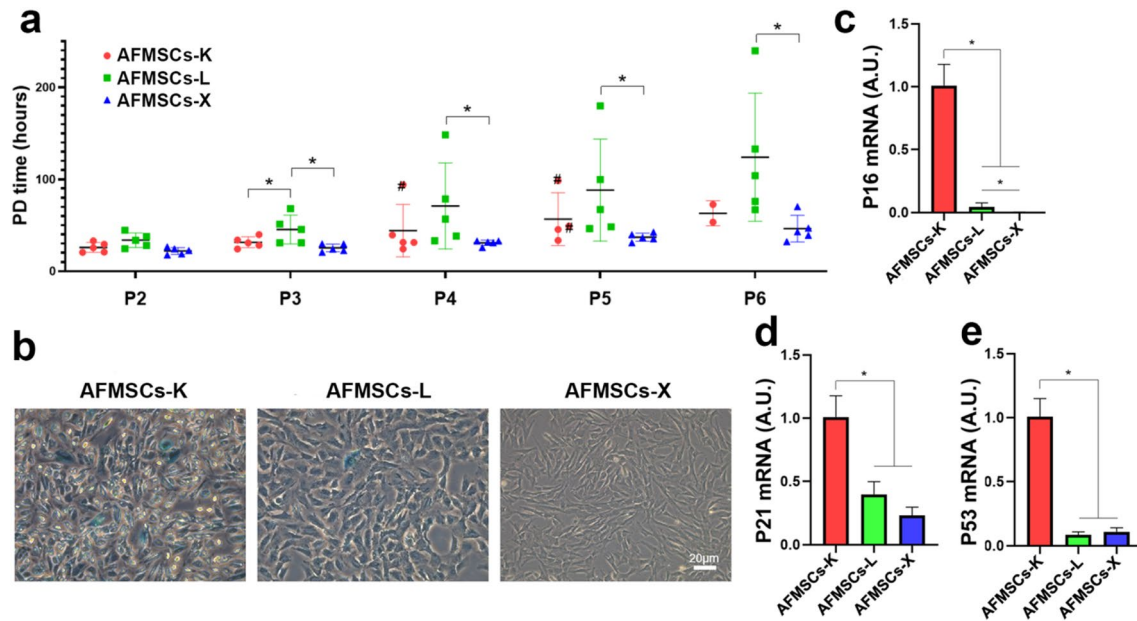 a
PD time (hours)
200
100
0
AFMSCs-K
AFMSCs-L
AFMSCs-X
*
*
*
*
*
#
#
#
P2
P3
P4
P5
P6
b
AFMSCs-K
AFMSCs-L
AFMSCs-X
20µm
c
P16 mRNA (A.U.)
1.5
1.0
0.5
0.0
*
*
AFMSCs-K
AFMSCs-L
AFMSCs-X
d
P21 mRNA (A.U.)
1.5
1.0
0.5
0.0
*
AFMSCs-K
AFMSCs-L
AFMSCs-X
e
P53 mRNA (A.U.)
1.5
1.0
0.5
0.0
*
AFMSCs-K
AFMSCs-L
AFMSCs-X